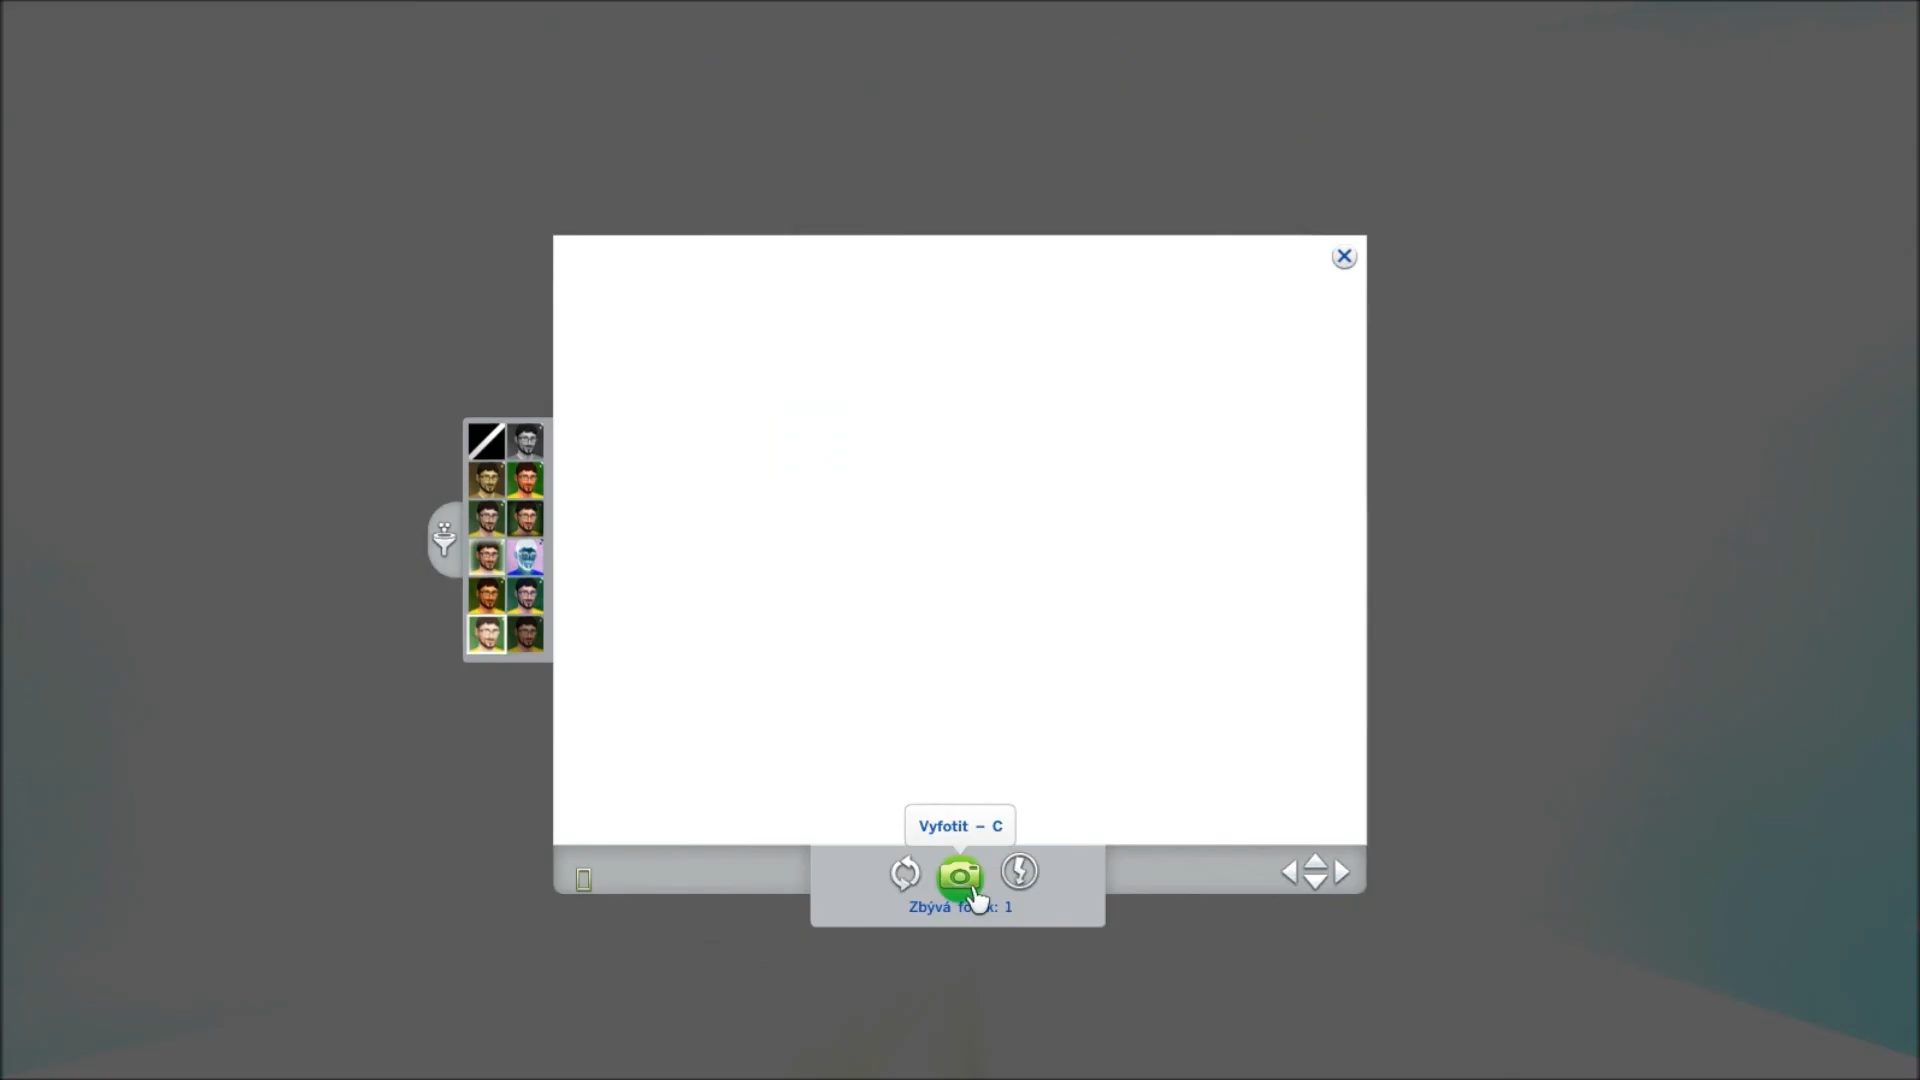 Vyfotit – C
Zbývá : 1